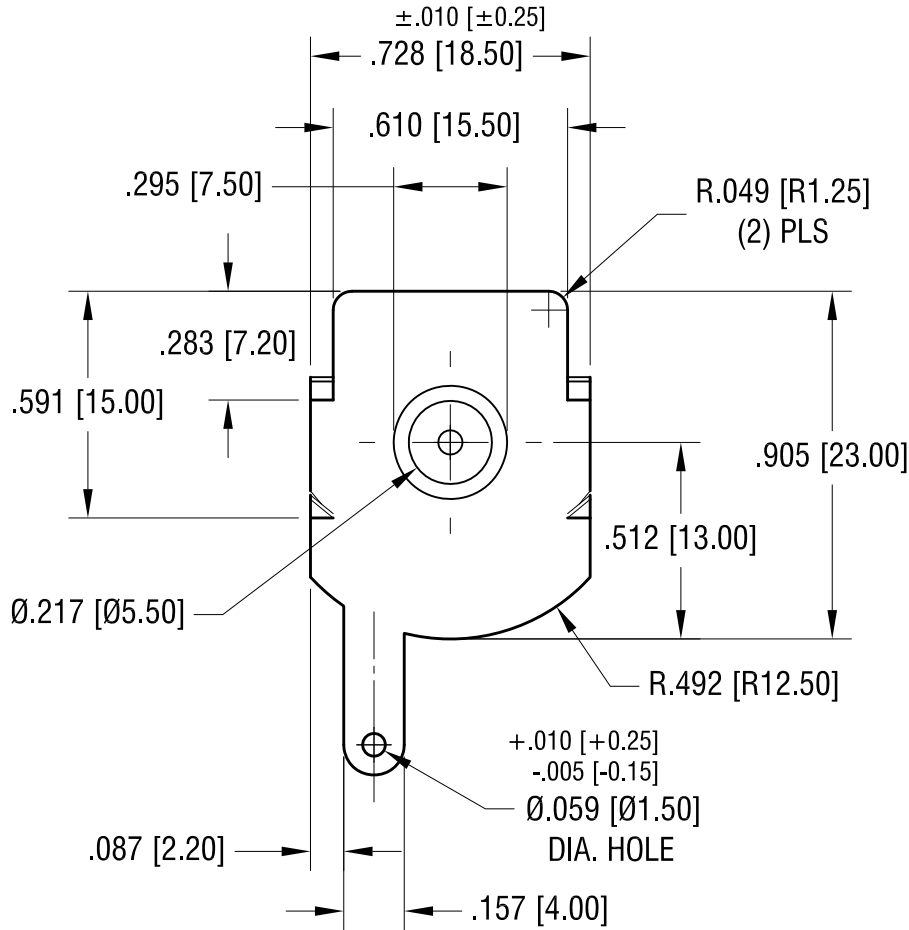 ±.010 [±0.25]
.728 [18.50]
.610 [15.50]
.295 [7.50]
R.049 [R1.25]
(2) PLS
.283 [7.20]
.591 [15.00]
.905 [23.00]
.512 [13.00]
Ø.217 [Ø5.50]
R.492 [R12.50]
+.010 [+0.25]
-.005 [-0.15]
Ø.059 [Ø1.50]
DIA. HOLE
.087 [2.20]
.157 [4.00]